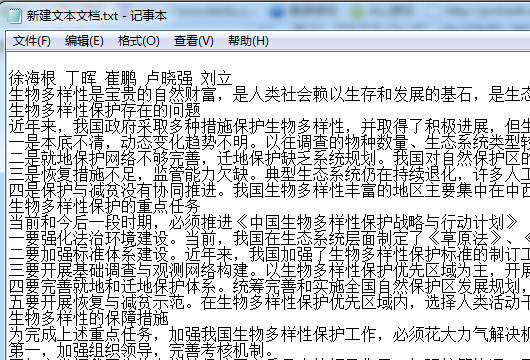 新建文本文档.txt - 记事本
文件(F) 编辑(E) 格式(O) 查看(V) 帮助(H)
徐海根 丁晖 崔鹏 卢晓强 刘立
生物多样性是宝贵的自然财富，是人类社会赖以生存和发展的基石，是生态
生物多样性保护存在的问题
近年来，我国政府采取多种措施保护生物多样性，并取得了积极进展，但生
一是本底不清，动态变化趋势不明。以往调查的物种数量、生态系统类型较
二是就地保护网络不够完善，迁地保护缺乏系统规划。我国对自然保护区的
三是恢复措施不足，监管能力欠缺。典型生态系统仍在持续退化，许多人工
四是保护与减贫没有协同推进。我国生物多样性丰富的地区主要集中在中西
生物多样性保护的重点任务
当前和今后一段时期，必须推进《中国生物多样性保护战略与行动计划》（
一要强化法治环境建设。当前，我国在生态系统层面制定了《草原法》、《
二要加强标准体系建设。近年来，我国加强了生物多样性保护标准的制订工
三要开展基础调查与观测网络构建。以生物多样性保护优先区域为主，开展
四要完善就地和迁地保护体系。统筹完善和实施全国自然保护区发展规划，
五要开展恢复与减贫示范。在生物多样性保护优先区域内，选择人类活动干
生物多样性的保障措施
为完成上述重点任务，加强我国生物多样性保护工作，必须花大力气解决机
第一，加强组织领导，完善考核机制。